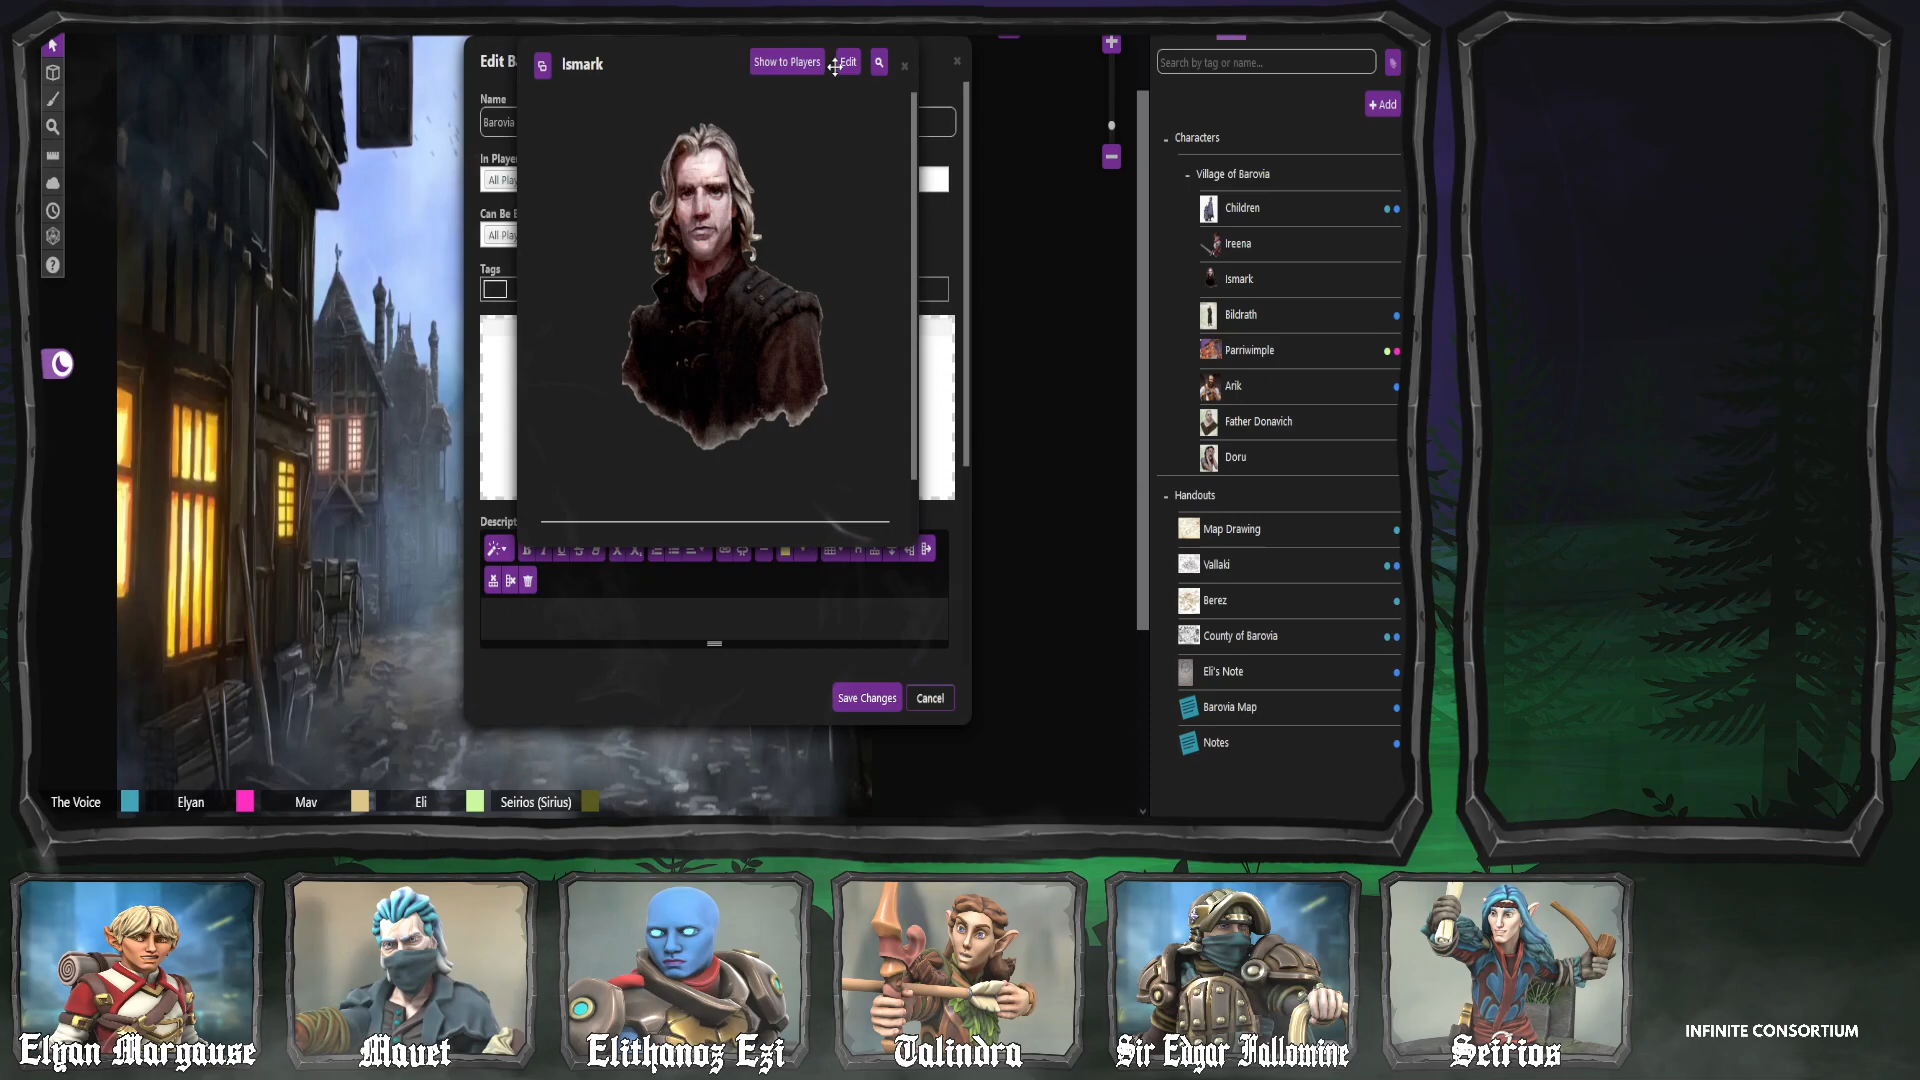 Edit B
Ismark
Show to Players
Edit
Name
Barovia
In Player
All Play
Can Be E
All Play
Tags
Descript
Save Changes
Cancel
Search by tag or name...
+ Add
Characters
Village of Barovia
Children
Ireena
Ismark
Bildrath
Parriwimple
Arik
Father Donavich
Doru
Handouts
Map Drawing
Vallaki
Berez
County of Barovia
Eli's Note
Barovia Map
Notes
The Voice
Elyan
Mav
Eli
Seirios (Sirius)
Elyan Margause
Mavet
Elithanoz Ezi
Talindra
Sir Edgar Fallomine
Seirios
INFINITE CONSORTIUM